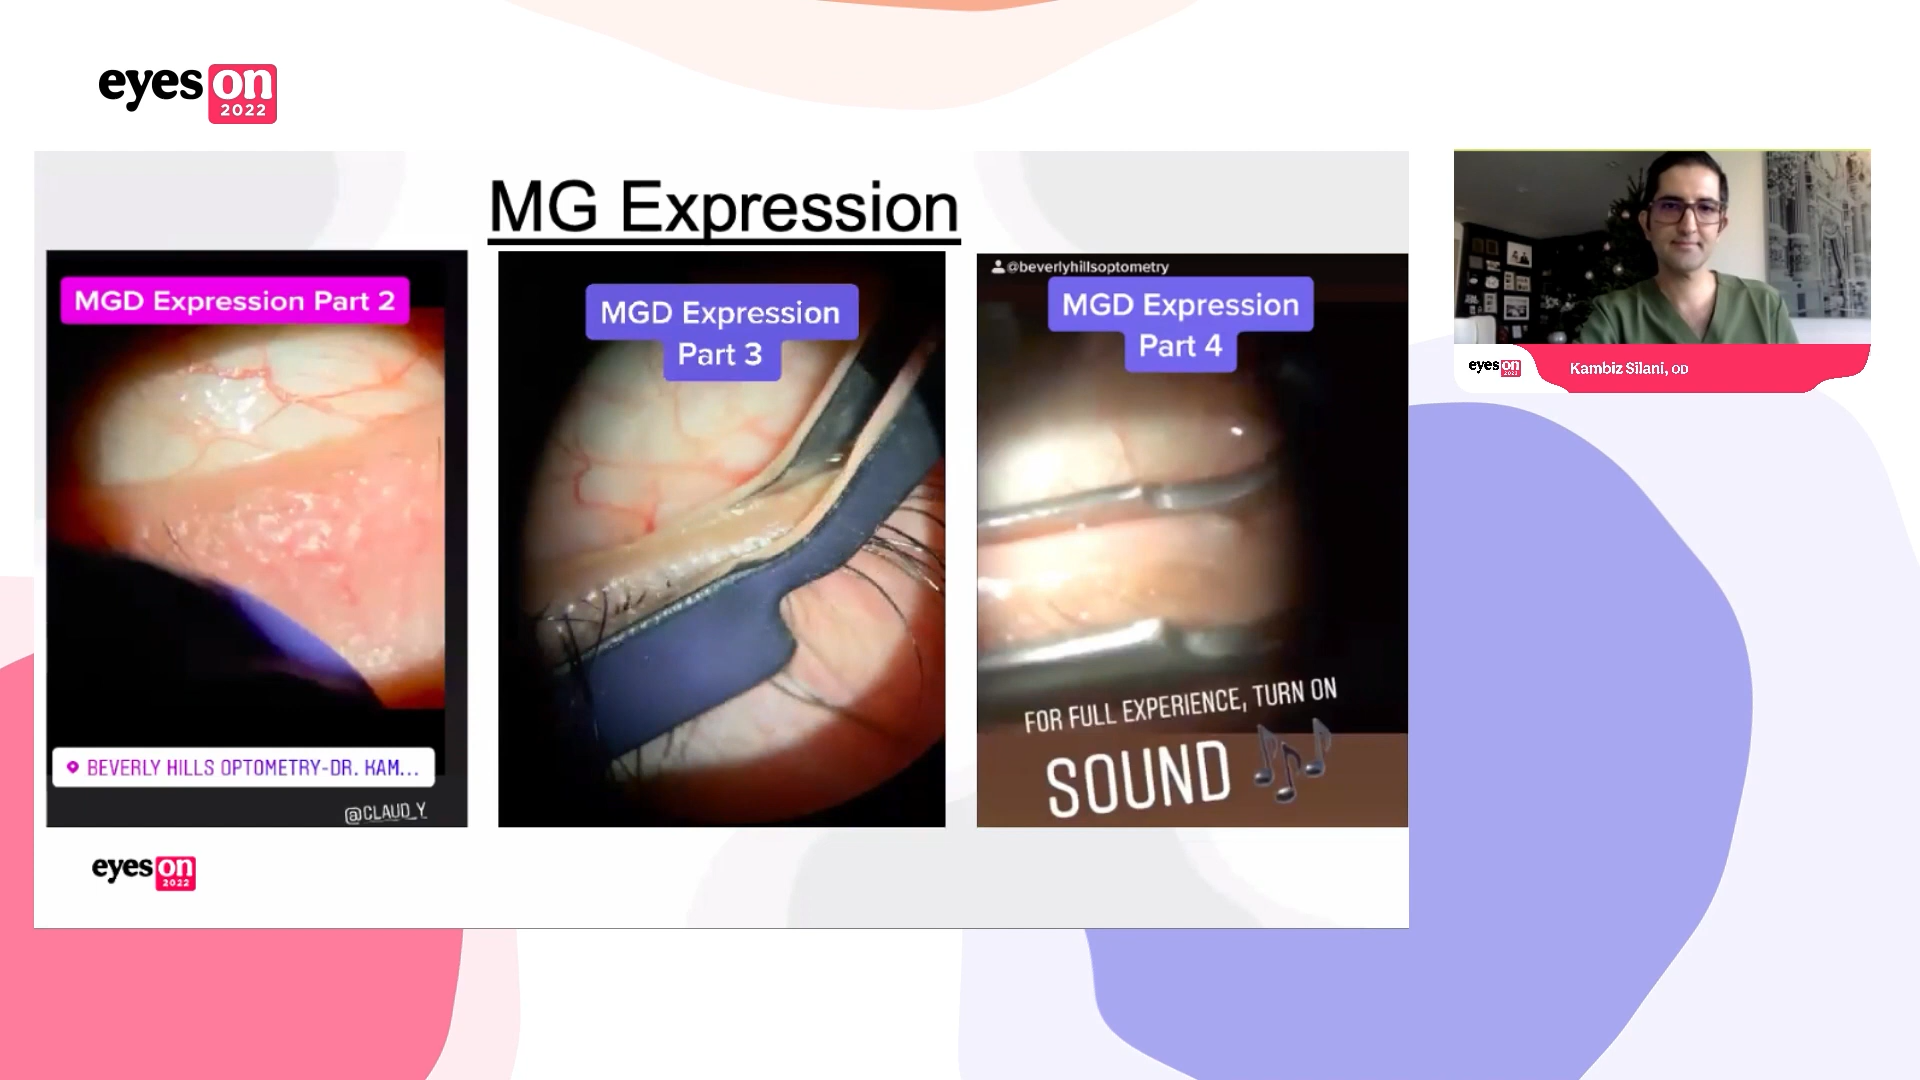 eyes on
2022
MG Expression
MGD Expression Part 2
BEVERLY HILLS OPTOMETRY-DR. KAM...
@CLAUD_Y
MGD Expression
Part 3
@beverlyhillsoptometry
MGD Expression
Part 4
FOR FULL EXPERIENCE, TURN ON
SOUND
eyes on
2022
eyes on
2022
Kambiz Silani, OD